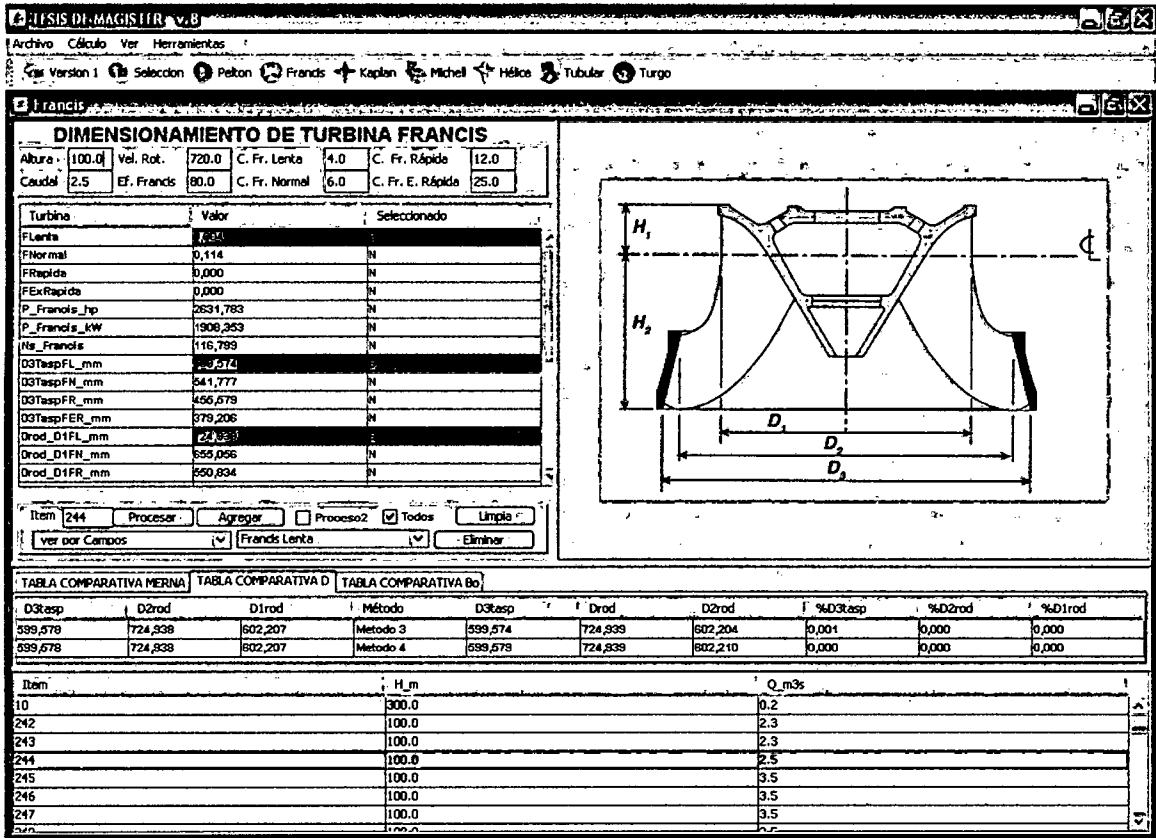 TESIS DE MAGISTER v.8
Archivo Cálculo Ver Herramientas
Version 1 Seleccion Pelton Francis Kaplan Michell Hélice Tubular Turgo
Francis
DIMENSIONAMIENTO DE TURBINA FRANCIS
Altura 100.0 Vel. Rot. 720.0 C. Fr. Lenta 4.0 C. Fr. Rápida 12.0
Caudal 2.5 Ef. Francis 80.0 C. Fr. Normal 6.0 C. Fr. E. Rápida 25.0
Turbina Valor Seleccionado
FLenta
FNormal 0,114 N
FRapida 0,000 N
FExRapida 0,000 N
P_Francis_hp 2631,783 N
P_Francis_kW 1908,353 N
Ns_Francis 116,799 N
D3TaspFL_mm
D3TaspFN_mm 541,777 N
D3TaspFR_mm 455,579 N
D3TaspFER_mm 379,206 N
Drod_D1FL_mm
Drod_D1FN_mm 655,056 N
Drod_D1FR_mm 550,834 N
Item 244 Procesar Agregar Proceso2 Todos Limpia
ver por Campos Francis Lenta Eliminar
H₁
H₂
D₁
D₂
D₃
TABLA COMPARATIVA MERNA TABLA COMPARATIVA D TABLA COMPARATIVA Bo
D3tasp D2rod D1rod Método D3tasp Drod D2rod %D3tasp %D2rod %D1rod
599,578 724,938 602,207 Metodo 3 599,574 724,939 602,204 0,001 0,000 0,000
599,578 724,938 602,207 Metodo 4 599,579 724,939 602,210 0,000 0,000 0,000
Item H_m Q_m3s
10 300.0 0.2
242 100.0 2.3
243 100.0 2.3
244 100.0 2.5
245 100.0 3.5
246 100.0 3.5
247 100.0 3.5